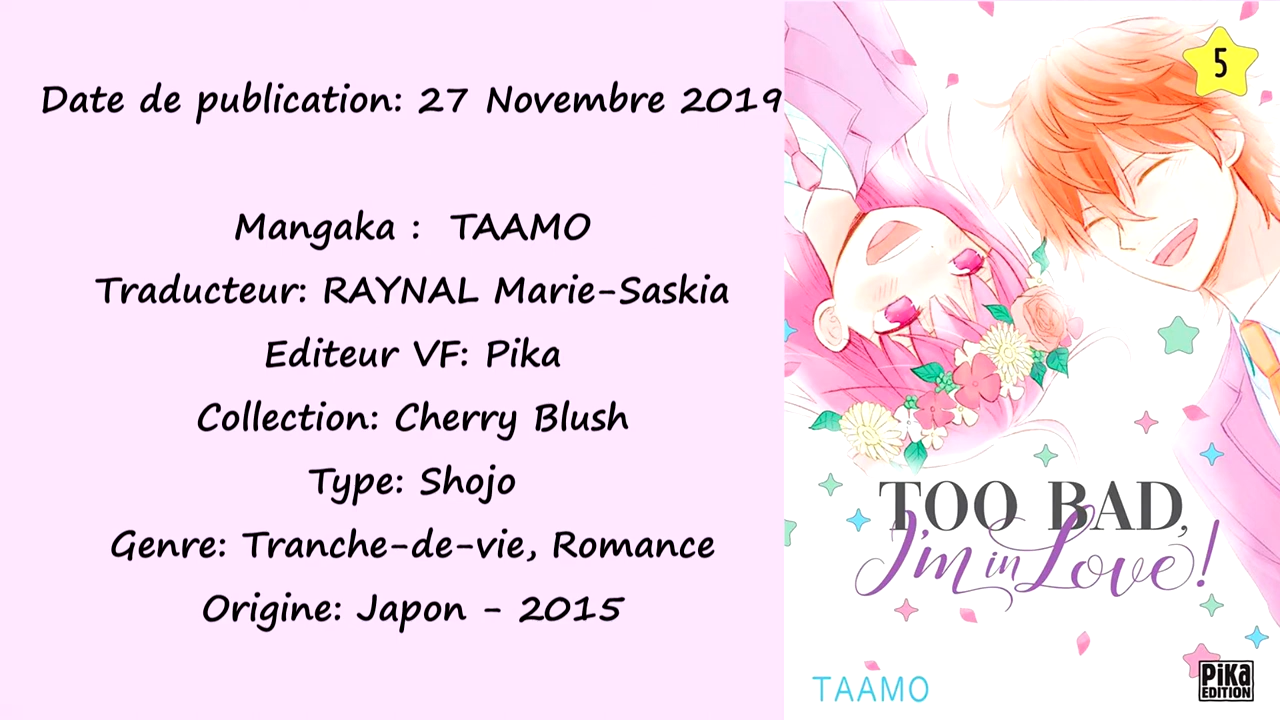 Date de publication: 27 Novembre 2019
Mangaka : TAAMO
Traducteur: RAYNAL Marie-Saskia
Editeur VF: Pika
Collection: Cherry Blush
Type: Shojo
Genre: Tranche-de-vie, Romance
Origine: Japon - 2015
5
TOO BAD,
I'm in Love!
TAAMO
PiKa
EDITION